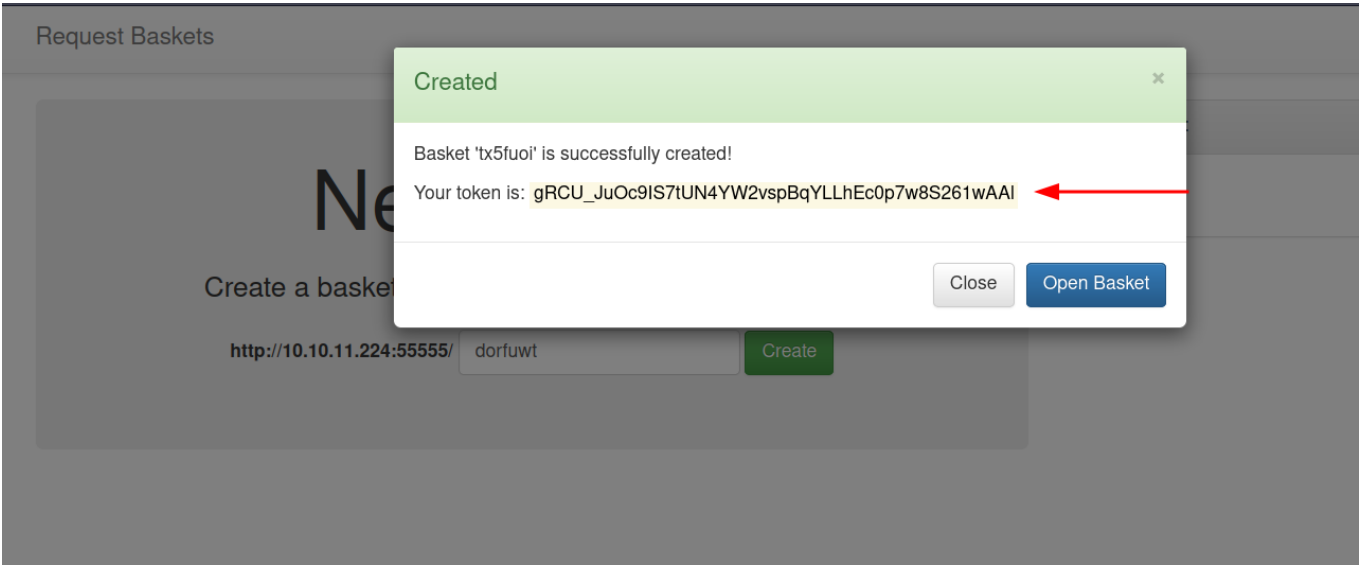 Request Baskets
Created
×
Basket 'tx5fuoi' is successfully created!
Your token is: gRCU_JuOc9IS7tUN4YW2vspBqYLLhEc0p7w8S261wAAl
Ne
Create a basket
Close
Open Basket
http://10.10.11.224:55555/
dorfuwt
Create